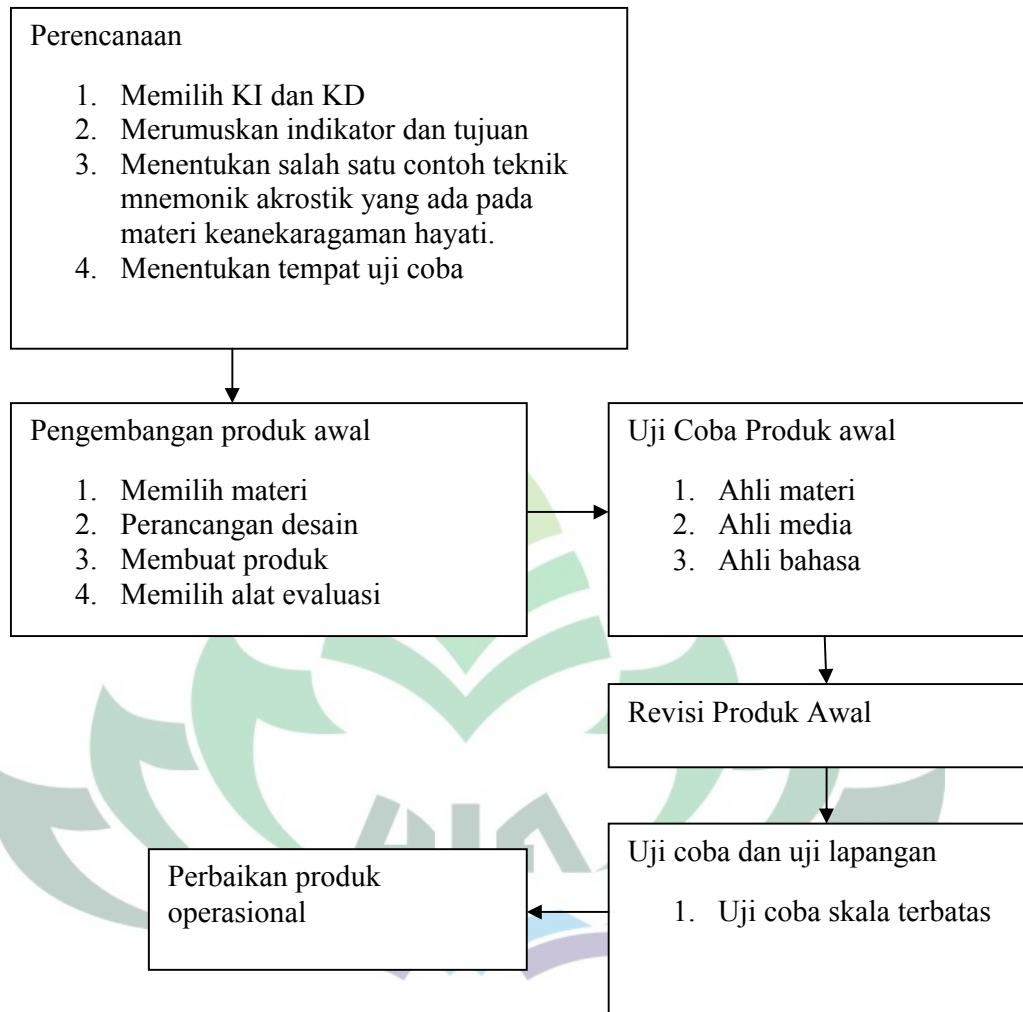 Perencanaan
1. Memilih KI dan KD
2. Merumuskan indikator dan tujuan
3. Menentukan salah satu contoh teknik
mnemonik akrostik yang ada pada
materi keanekaragaman hayati.
4. Menentukan tempat uji coba
Pengembangan produk awal
1. Memilih materi
2. Perancangan desain
3. Membuat produk
4. Memilih alat evaluasi
Uji Coba Produk awal
1. Ahli materi
2. Ahli media
3. Ahli bahasa
Revisi Produk Awal
Uji coba dan uji lapangan
1. Uji coba skala terbatas
Perbaikan produk
operasional